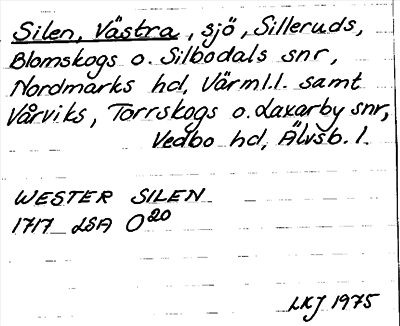 Silen, Västra, sjö, Silleruds,
Blomskogs o. Silbodals snr,
Nordmarks hd, Värml.l. samt
Vårviks, Torrskogs o. Laxarby snr,
Vedbo hd, Älvsb. l.
WESTER SILEN
1717 LSA O20
LKJ 1975